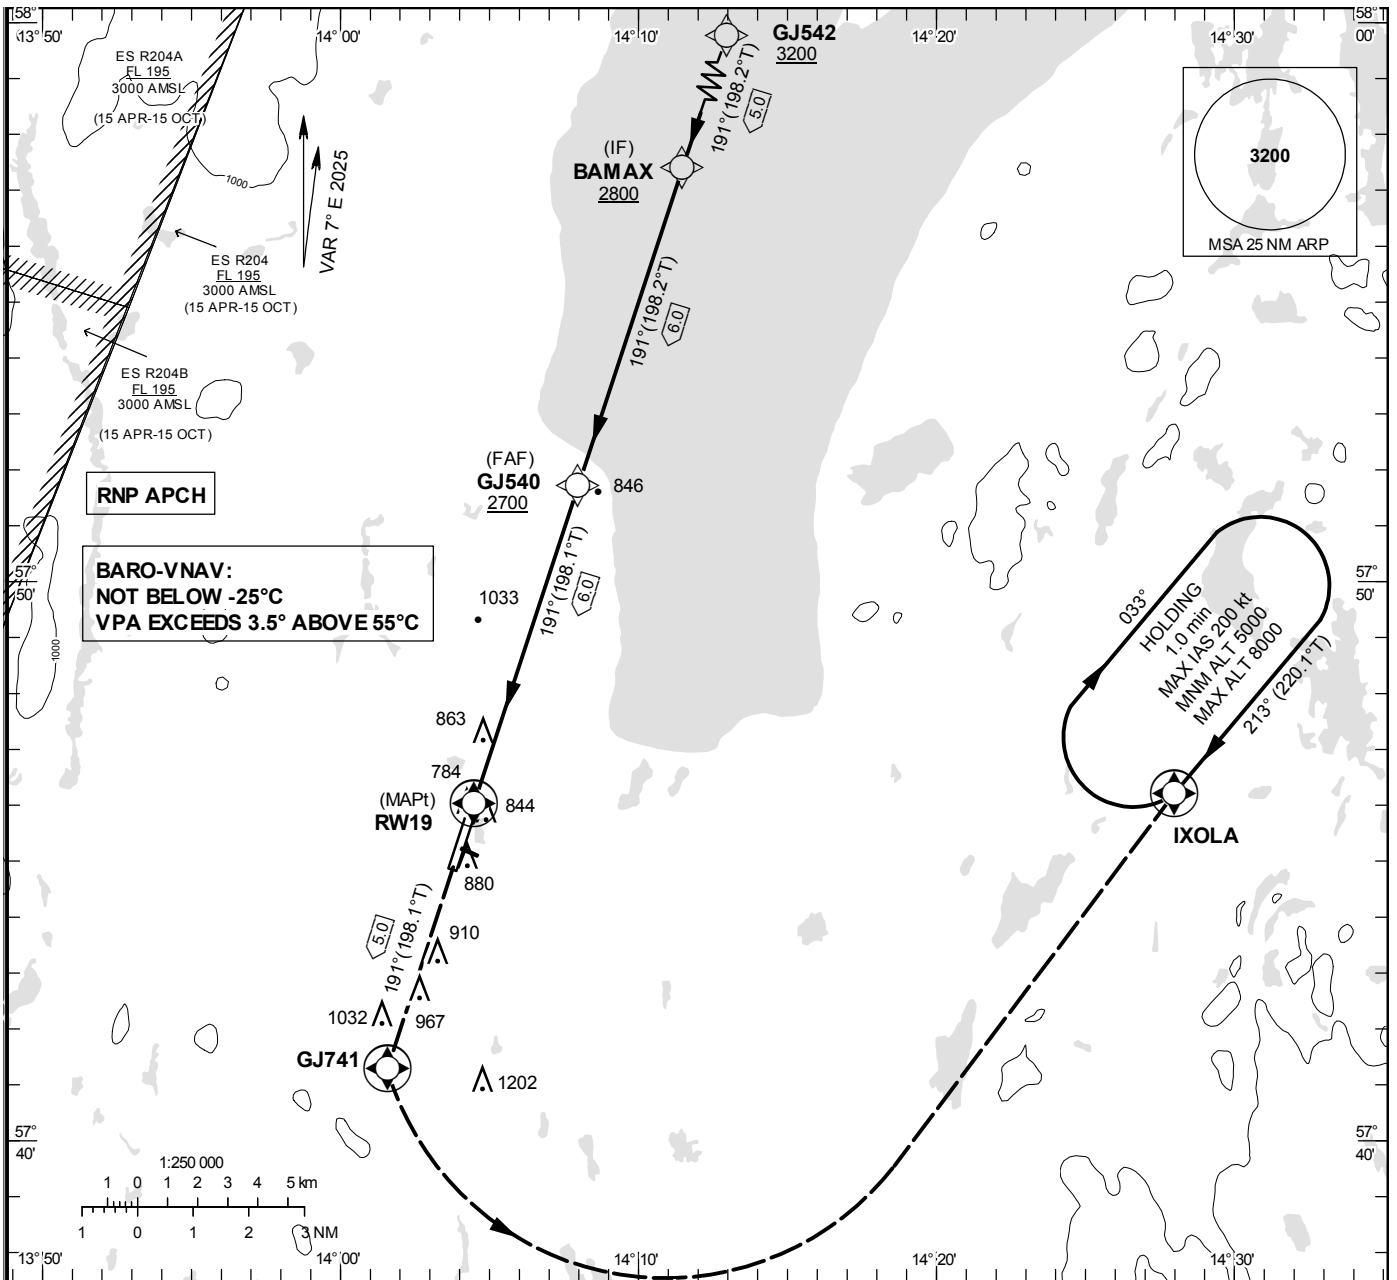 58°
00'
13°50'
14°00'
14°10'
14°20'
14°30'
58°
00'
ES R204A
FL 195
3000 AMSL
(15 APR-15 OCT)
1000
VAR 7° E 2025
ES R204
FL 195
3000 AMSL
(15 APR-15 OCT)
ES R204B
FL 195
3000 AMSL
(15 APR-15 OCT)
GJ542
3200
191°(198.2°T)
5.0
(IF)
BAMAX
2800
3200
MSA 25 NM ARP
191°(198.2°T)
6.0
RNP APCH
(FAF)
GJ540
2700
846
BARO-VNAV:
NOT BELOW -25°C
VPA EXCEEDS 3.5° ABOVE 55°C
1000
57°
50'
57°
50'
191°(198.1°T)
6.0
1033
033°
HOLDING
1.0 min
MAX IAS 200 kt
MNM ALT 5000
MAX ALT 8000
213° (220.1°T)
863
784
(MAPt)
RW19
844
IXOLA
880
5.0
191°(198.1°T)
910
1032
967
GJ741
1202
57°
40'
57°
40'
1:250 000
1 0 1 2 3 4 5 km
1 0 1 2 3 NM
13°50'
14°00'
14°10'
14°20'
14°30'